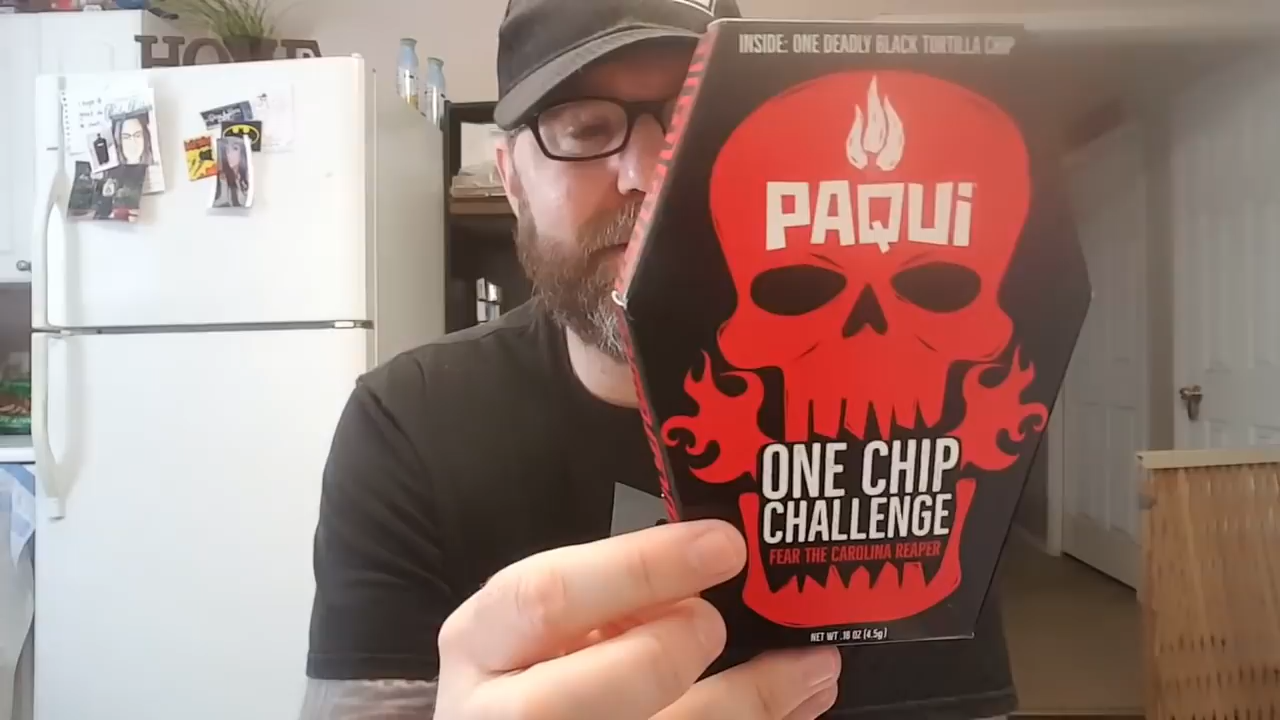 HOME
INSIDE: ONE DEADLY BLACK TORTILLA CHIP
PAQUI
ONE CHIP
CHALLENGE
FEAR THE CAROLINA REAPER
NET WT .16 OZ (4.5g)